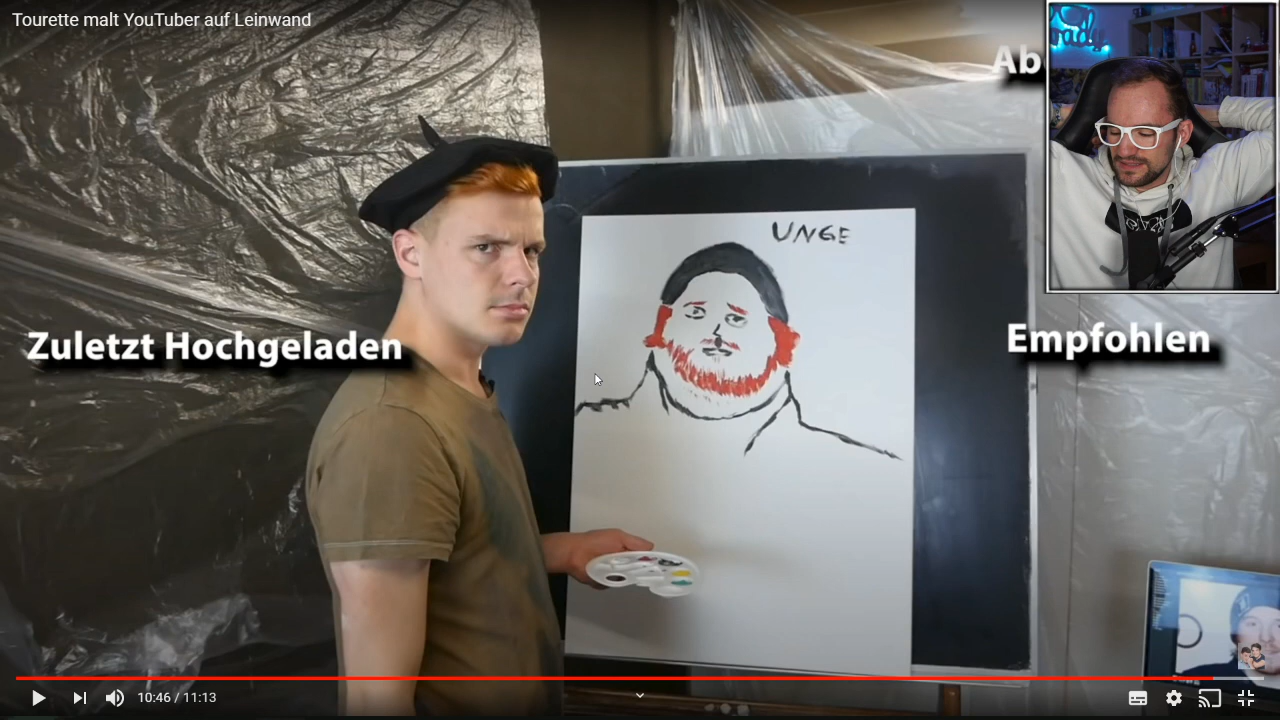 Tourette malt YouTuber auf Leinwand
Ab
UNGE
Zuletzt Hochgeladen
Empfohlen
10:46 / 11:13